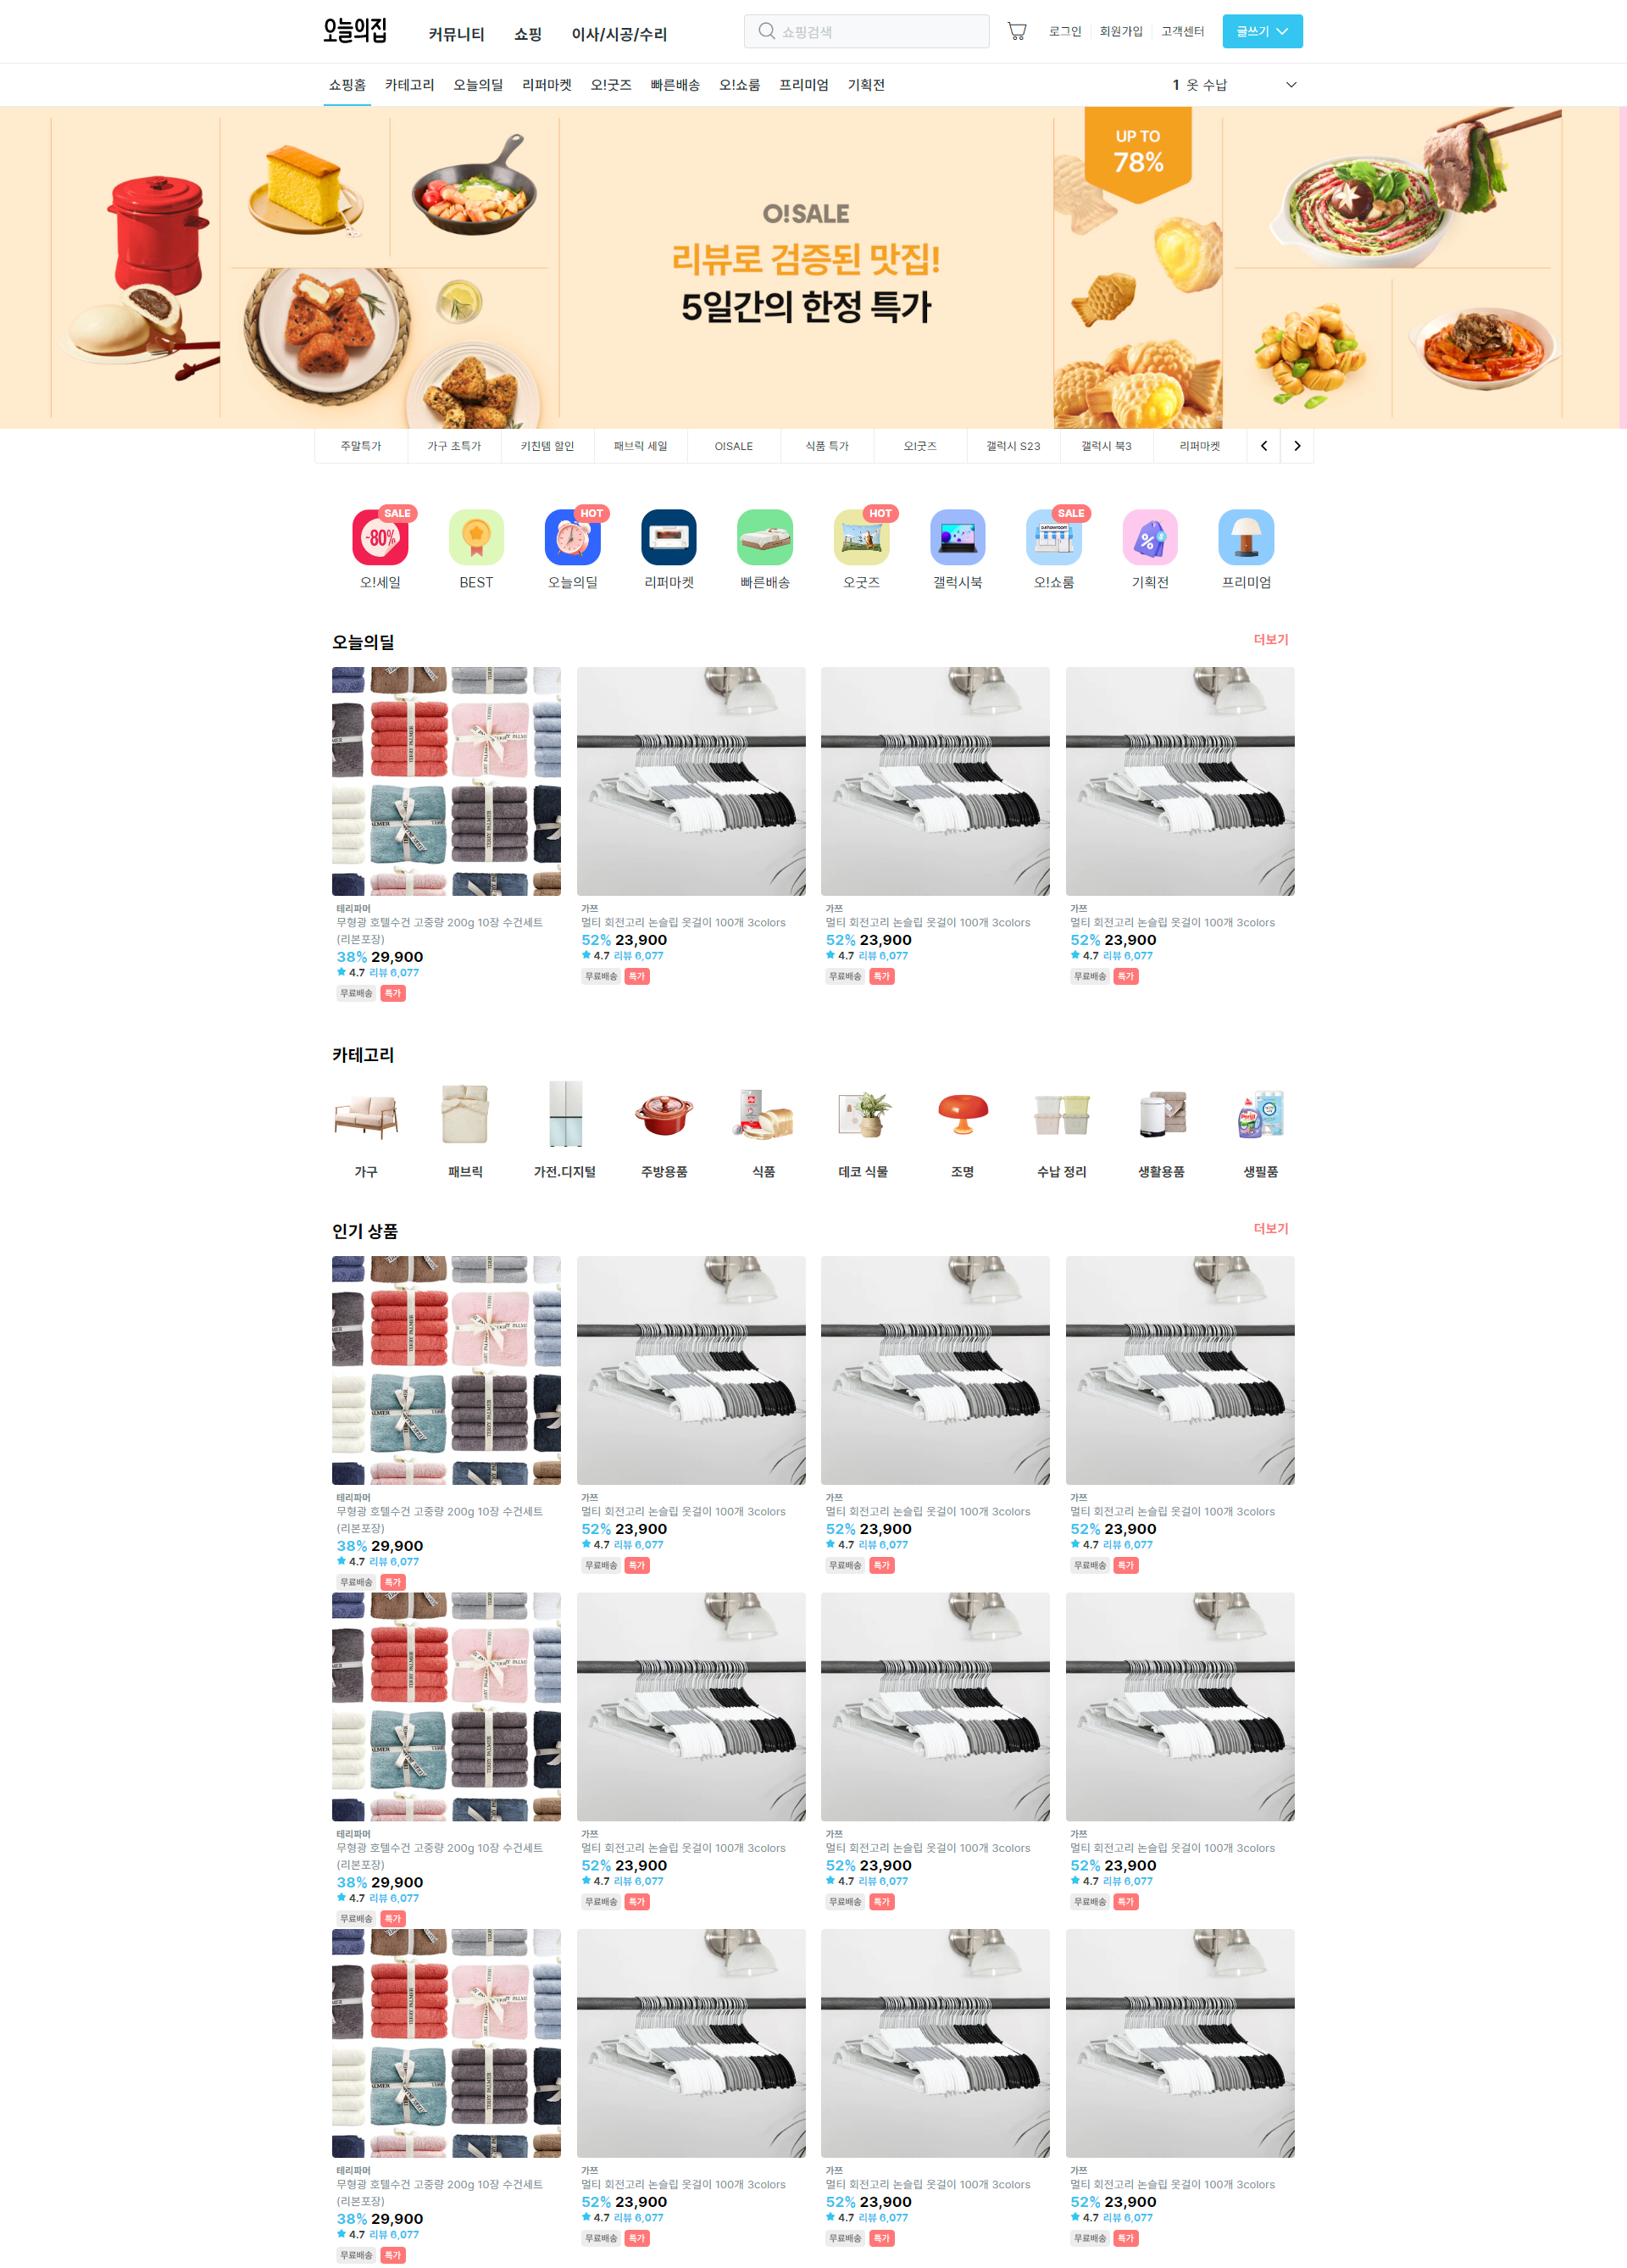 오늘의집 커뮤니티 쇼핑 이사/시공/수리 쇼핑검색 로그인 회원가입 고객센터 글쓰기
쇼핑홈 카테고리 오늘의딜 리퍼마켓 오!굿즈 빠른배송 오!쇼룸 프리미엄 기획전 1 옷 수납
UP TO
78%
O!SALE
리뷰로 검증된 맛집!
5일간의 한정 특가
주말특가 가구 초특가 키친템 할인 패브릭 세일 O!SALE 식품 특가 오!굿즈 갤럭시 S23 갤럭시 북3 리퍼마켓
SALE HOT HOT SALE
-80%
오!세일 BEST 오늘의딜 리퍼마켓 빠른배송 오굿즈 갤럭시북 오!쇼룸 기획전 프리미엄
오늘의딜 더보기
테리파머
무형광 호텔수건 고중량 200g 10장 수건세트
(리본포장)
38% 29,900
4.7 리뷰 6,077
무료배송 특가
가쯔
멀티 회전고리 논슬립 옷걸이 100개 3colors
52% 23,900
4.7 리뷰 6,077
무료배송 특가
가쯔
멀티 회전고리 논슬립 옷걸이 100개 3colors
52% 23,900
4.7 리뷰 6,077
무료배송 특가
가쯔
멀티 회전고리 논슬립 옷걸이 100개 3colors
52% 23,900
4.7 리뷰 6,077
무료배송 특가
카테고리
가구 패브릭 가전.디지털 주방용품 식품 데코 식물 조명 수납 정리 생활용품 생필품
인기 상품 더보기
테리파머
무형광 호텔수건 고중량 200g 10장 수건세트
(리본포장)
38% 29,900
4.7 리뷰 6,077
무료배송 특가
가쯔
멀티 회전고리 논슬립 옷걸이 100개 3colors
52% 23,900
4.7 리뷰 6,077
무료배송 특가
가쯔
멀티 회전고리 논슬립 옷걸이 100개 3colors
52% 23,900
4.7 리뷰 6,077
무료배송 특가
가쯔
멀티 회전고리 논슬립 옷걸이 100개 3colors
52% 23,900
4.7 리뷰 6,077
무료배송 특가
테리파머
무형광 호텔수건 고중량 200g 10장 수건세트
(리본포장)
38% 29,900
4.7 리뷰 6,077
무료배송 특가
가쯔
멀티 회전고리 논슬립 옷걸이 100개 3colors
52% 23,900
4.7 리뷰 6,077
무료배송 특가
가쯔
멀티 회전고리 논슬립 옷걸이 100개 3colors
52% 23,900
4.7 리뷰 6,077
무료배송 특가
가쯔
멀티 회전고리 논슬립 옷걸이 100개 3colors
52% 23,900
4.7 리뷰 6,077
무료배송 특가
테리파머
무형광 호텔수건 고중량 200g 10장 수건세트
(리본포장)
38% 29,900
4.7 리뷰 6,077
무료배송 특가
가쯔
멀티 회전고리 논슬립 옷걸이 100개 3colors
52% 23,900
4.7 리뷰 6,077
무료배송 특가
가쯔
멀티 회전고리 논슬립 옷걸이 100개 3colors
52% 23,900
4.7 리뷰 6,077
무료배송 특가
가쯔
멀티 회전고리 논슬립 옷걸이 100개 3colors
52% 23,900
4.7 리뷰 6,077
무료배송 특가